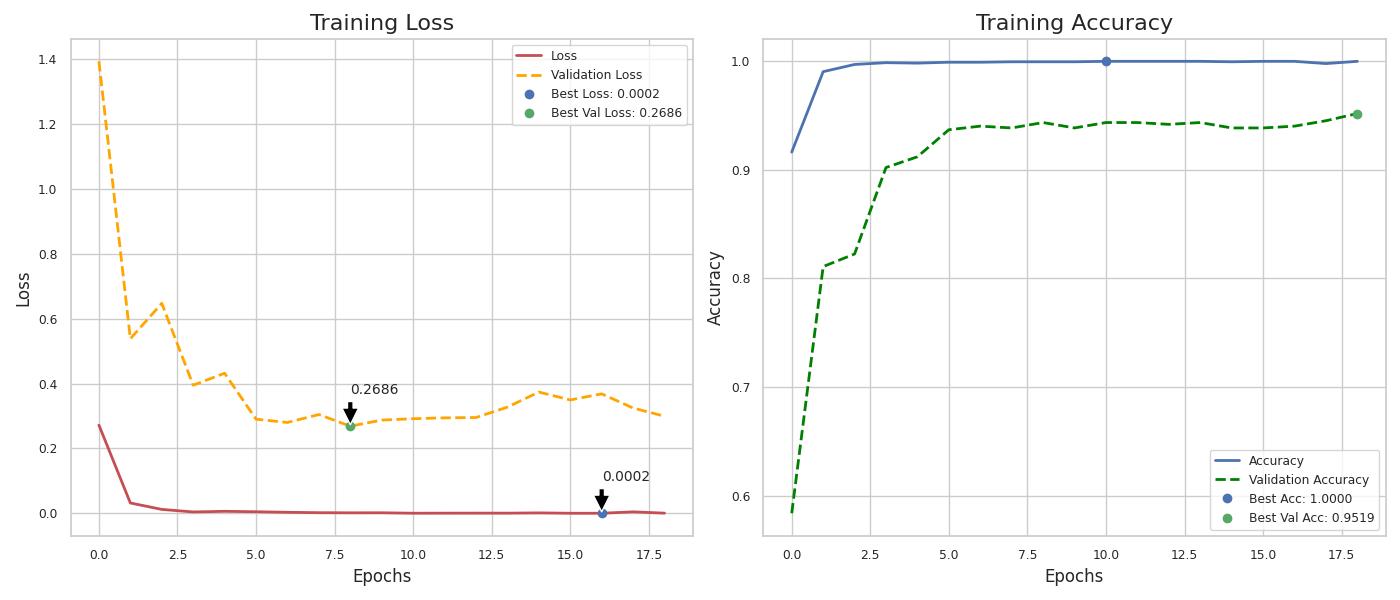 Training Loss
Loss
Validation Loss
Best Loss: 0.0002
Best Val Loss: 0.2686
1.4
1.2
1.0
0.8
0.6
0.4
0.2
0.0
Loss
0.2686
0.0002
0.0
2.5
5.0
7.5
10.0
12.5
15.0
17.5
Epochs
Training Accuracy
1.0
0.9
0.8
0.7
0.6
Accuracy
Accuracy
Validation Accuracy
Best Acc: 1.0000
Best Val Acc: 0.9519
0.0
2.5
5.0
7.5
10.0
12.5
15.0
17.5
Epochs